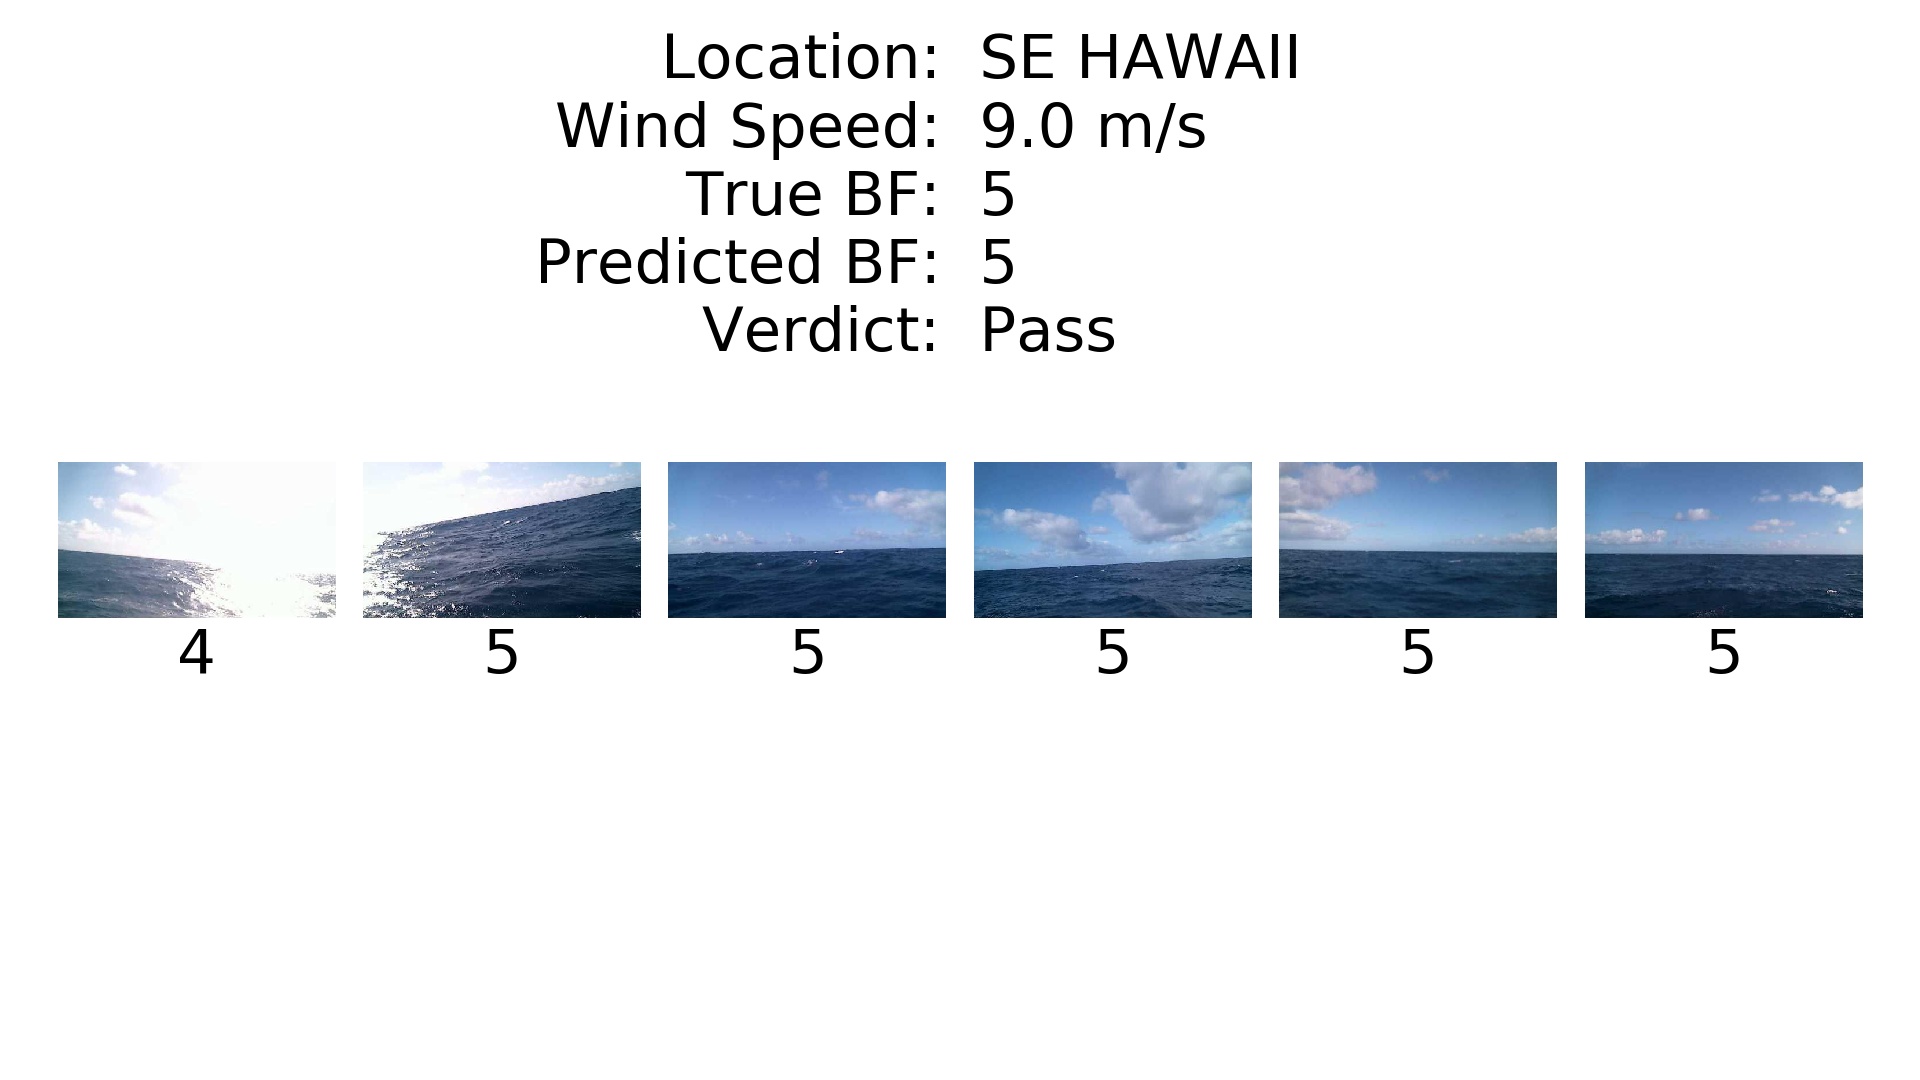 Location: SE HAWAII
Wind Speed: 9.0 m/s
True BF: 5
Predicted BF: 5
Verdict: Pass
4 5 5 5 5 5